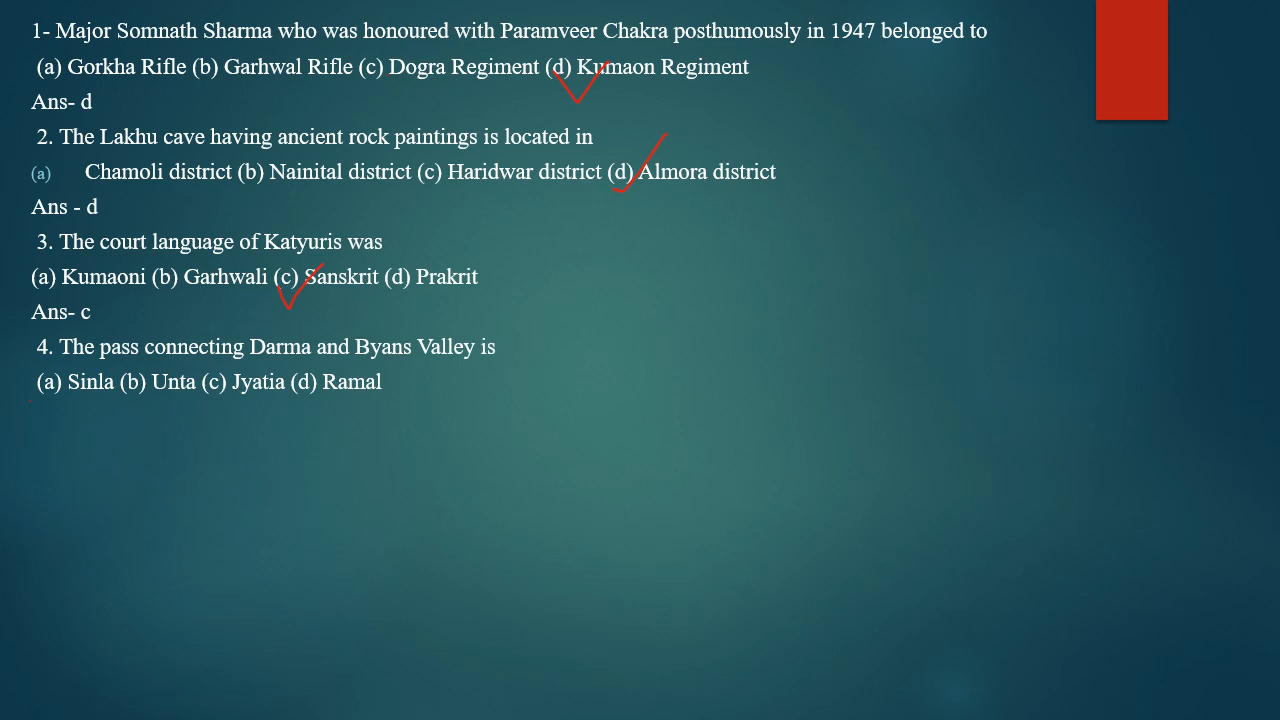 1- Major Somnath Sharma who was honoured with Paramveer Chakra posthumously in 1947 belonged to
(a) Gorkha Rifle (b) Garhwal Rifle (c) Dogra Regiment (d) Kumaon Regiment
Ans- d
2. The Lakhu cave having ancient rock paintings is located in
(a) Chamoli district (b) Nainital district (c) Haridwar district (d) Almora district
Ans - d
3. The court language of Katyuris was
(a) Kumaoni (b) Garhwali (c) Sanskrit (d) Prakrit
Ans- c
4. The pass connecting Darma and Byans Valley is
(a) Sinla (b) Unta (c) Jyatia (d) Ramal